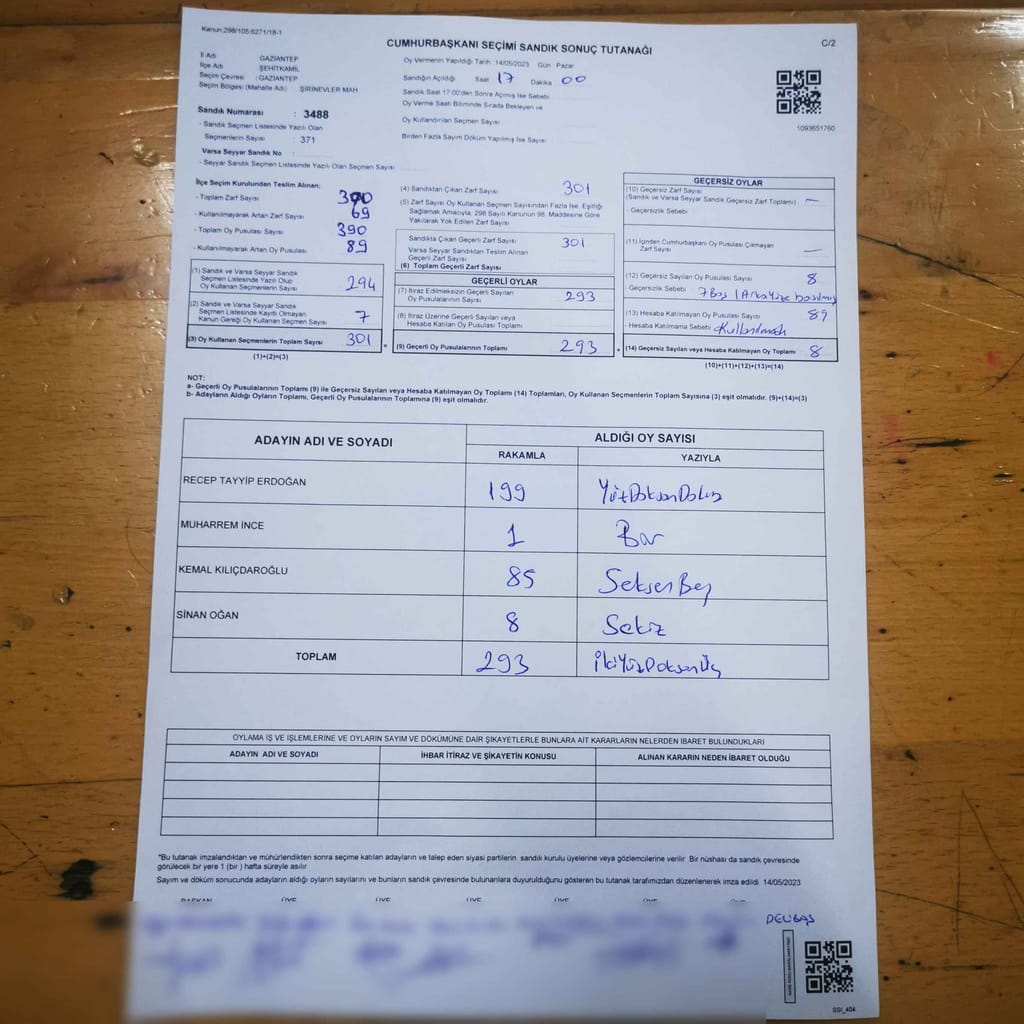 Kanun:298/105:6271/18-1
C/2
CUMHURBAŞKANI SEÇİMİ SANDIK SONUÇ TUTANAĞI
İl Adı : GAZİANTEP
İlçe Adı : ŞEHİTKAMİL
Seçim Çevresi : GAZİANTEP
Seçim Bölgesi (Mahalle Adı) ŞİRİNEVLER MAH
Sandık Numarası : 3488
- Sandık Seçmen Listesinde Yazılı Olan
Seçmenlerin Sayısı : 371
Varsa Seyyar Sandık No :
- Seyyar Sandık Seçmen Listesinde Yazılı Olan Seçmen Sayısı
Oy Vermenin Yapıldığı Tarih :14/05/2023 Gün Pazar
Sandığın Açıldığı Saat 17 Dakika 00
Sandık Saat 17:00'den Sonra Açılmış İse Sebebi
Oy Verme Saati Bitiminde Sırada Bekleyen ve
Oy Kullandırılan Seçmen Sayısı
Birden Fazla Sayım Döküm Yapılmış İse Sayısı
1093651760
İlçe Seçim Kurulundan Teslim Alınan;
- Toplam Zarf Sayısı 390
- Kullanılmayarak Artan Zarf Sayısı 69
- Toplam Oy Pusulası Sayısı 390
- Kullanılmayarak Artan Oy Pusulası 89
(1) Sandık ve Varsa Seyyar Sandık
Seçmen Listesinde Yazılı Olup
Oy Kullanan Seçmenlerin Sayısı 294
(2) Sandık ve Varsa Seyyar Sandık
Seçmen Listesinde Kayıtlı Olmayan
Kanun Gereği Oy Kullanan Seçmen Sayısı 7
(3) Oy Kullanan Seçmenlerin Toplam Sayısı 301 =
(1)+(2)=(3)
(4) Sandıktan Çıkan Zarf Sayısı 301
(5) Zarf Sayısı Oy Kullanan Seçmen Sayısından Fazla İse, Eşitliği
Sağlamak Amacıyla, 298 Sayılı Kanunun 98. Maddesine Göre
Yakılarak Yok Edilen Zarf Sayısı
Sandıkta Çıkan Geçerli Zarf Sayısı 301
Varsa Seyyar Sandıktan Teslim Alınan
Geçerli Zarf Sayısı
(6) Toplam Geçerli Zarf Sayısı
GEÇERLİ OYLAR
(7) İtiraz Edilmeksizin Geçerli Sayılan
Oy Pusulalarının Sayısı 293
(8) İtiraz Üzerine Geçerli Sayılan veya
Hesaba Katılan Oy Pusulası Toplamı
(9) Geçerli Oy Pusulalarının Toplamı 293 +
GEÇERSİZ OYLAR
(10) Geçersiz Zarf Sayısı
(Sandık ve Varsa Seyyar Sandık Geçersiz Zarf Toplamı) —
- Geçersizlik Sebebi
(11) İçinden Cumhurbaşkanı Oy Pusulası Çıkmayan
Zarf Sayısı —
(12) Geçersiz Sayılan Oy Pusulası Sayısı 8
- Geçersizlik Sebebi 7 Boş 1 Arka Yüze basılmış
(13) Hesaba Katılmayan Oy Pusulası Sayısı 89
- Hesaba Katılmama Sebebi
(14) Geçersiz Sayılan veya Hesaba Katılmayan Oy Toplamı 8
(10)+(11)+(12)+(13)=(14)
NOT:
a- Geçerli Oy Pusulalarının Toplamı (9) ile Geçersiz Sayılan veya Hesaba Katılmayan Oy Toplamı (14) Toplamları, Oy Kullanan Seçmenlerin Toplam Sayısına (3) eşit olmalıdır. (9)+(14)=(3)
b- Adayların Aldığı Oyların Toplamı, Geçerli Oy Pusulalarının Toplamına (9) eşit olmalıdır.
ADAYIN ADI VE SOYADI
ALDIĞI OY SAYISI
RAKAMLA YAZIYLA
RECEP TAYYİP ERDOĞAN 199 YüzDoksanDokuz
MUHARREM İNCE 1 Bir
KEMAL KILIÇDAROĞLU 85 SeksenBeş
SİNAN OĞAN 8 Sekiz
TOPLAM 293 İkiYüzDoksanÜç
OYLAMA İŞ VE İŞLEMLERİNE VE OYLARIN SAYIM VE DÖKÜMÜNE DAİR ŞİKAYETLERLE BUNLARA AİT KARARLARIN NELERDEN İBARET BULUNDUKLARI
ADAYIN ADI VE SOYADI İHBAR İTİRAZ VE ŞİKAYETİN KONUSU ALINAN KARARIN NEDEN İBARET OLDUĞU
*Bu tutanak imzalandıktan ve mühürlendikten sonra seçime katılan adayların ve talep eden siyasi partilerin sandık kurulu üyelerine veya gözlemcilerine verilir. Bir nüshası da sandık çevresinde
görülecek bir yere 1 (bir) hafta süreyle asılır.
Sayım ve döküm sonucunda adayların aldığı oyların sayılarını ve bunların sandık çevresinde bulunanlara duyurulduğunu gösteren bu tutanak tarafımızdan düzenlenerek imza edildi. 14/05/2023
BAŞKAN ÜYE ÜYE ÜYE ÜYE ÜYE ÜYE
DELİBAŞ
SSI_404